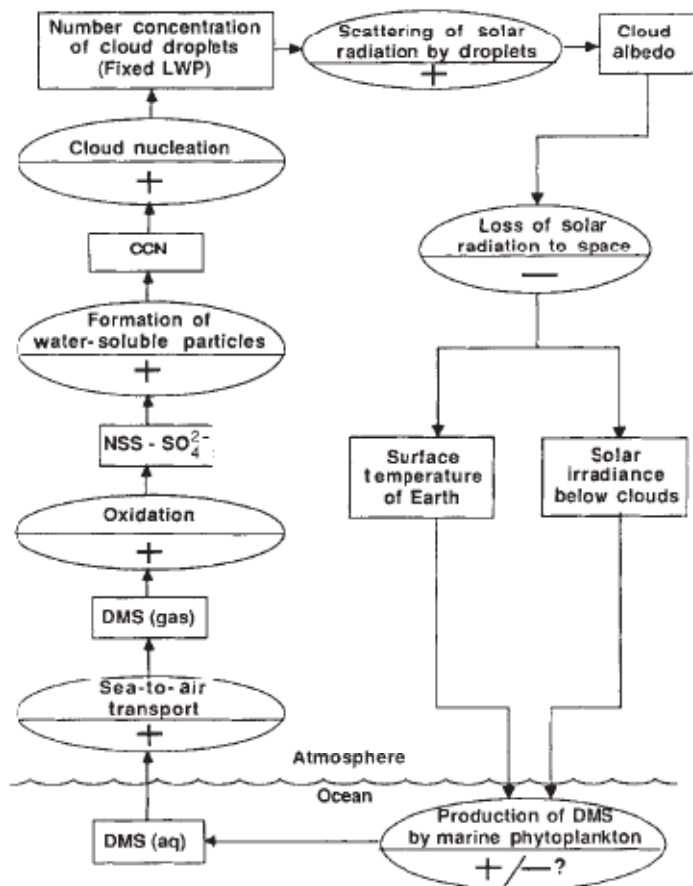 Number concentration
of cloud droplets
(Fixed LWP)
Scattering of solar
radiation by droplets
+
Cloud
albedo
Cloud nucleation
+
Loss of solar
radiation to space
—
CCN
Formation of
water-soluble particles
+
NSS - SO₄²⁻
Surface
temperature
of Earth
Solar
irradiance
below clouds
Oxidation
+
DMS (gas)
Sea-to-air
transport
+
Atmosphere
Ocean
DMS (aq)
Production of DMS
by marine phytoplankton
+/—?